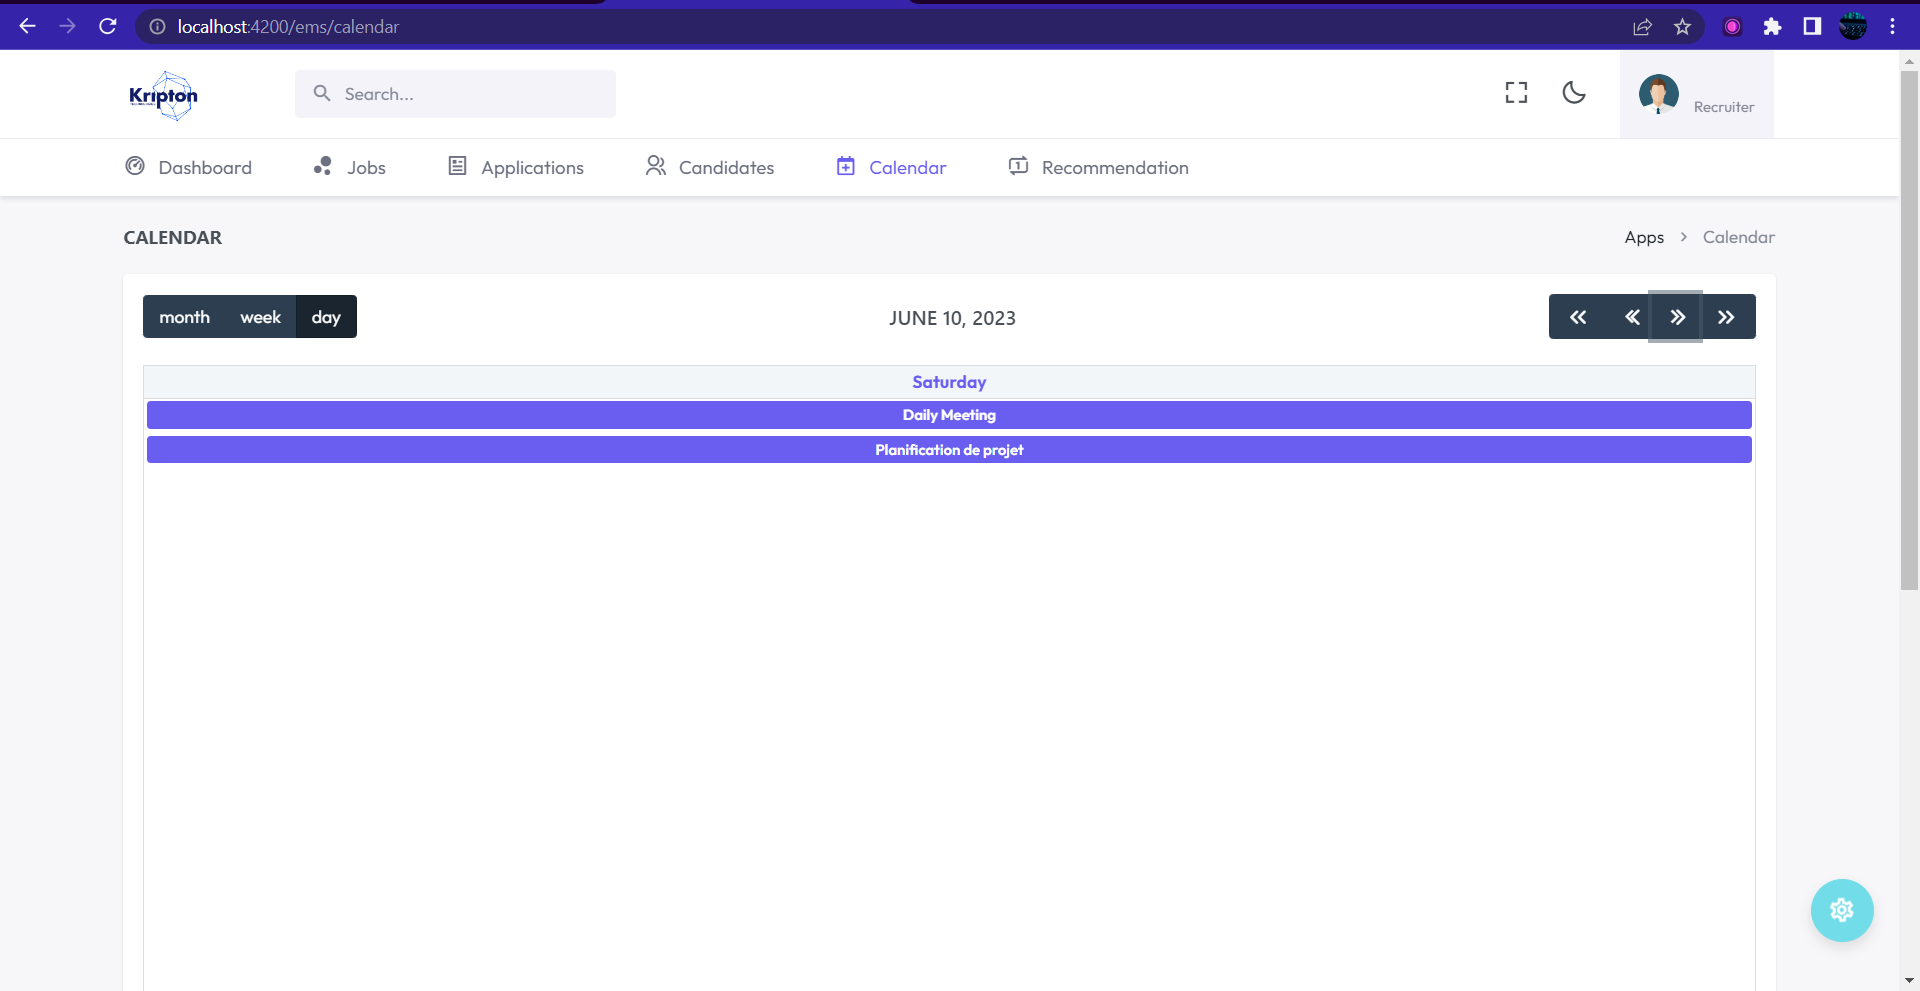 localhost:4200/ems/calendar
Kripton
Search...
Recruiter
Dashboard
Jobs
Applications
Candidates
Calendar
Recommendation
CALENDAR
Apps > Calendar
month week day
JUNE 10, 2023
Saturday
Daily Meeting
Planification de projet